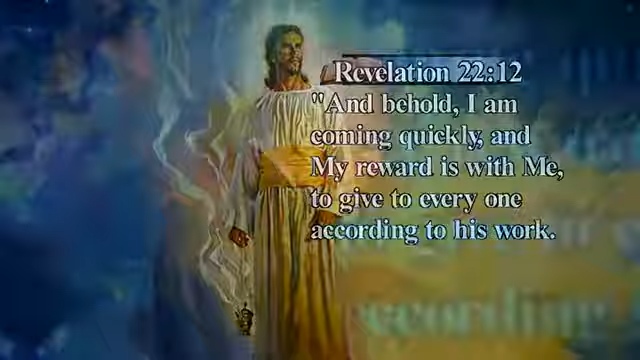 Revelation 22:12
"And behold, I am
coming quickly, and
My reward is with Me,
to give to every one
according to his work.
ccording